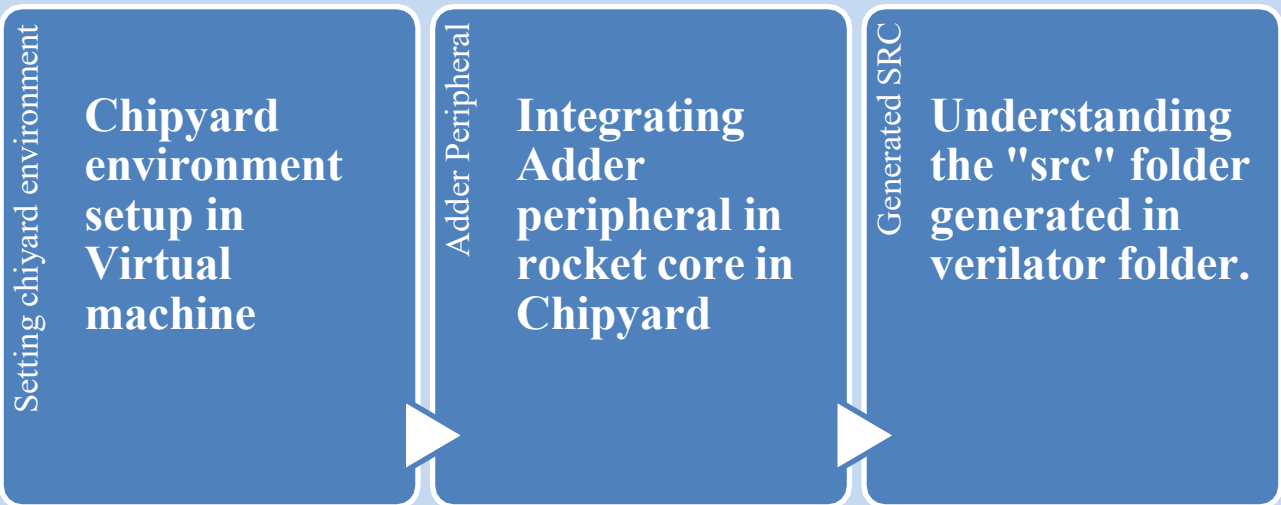 Setting chiyard environment
Chipyard
environment
setup in
Virtual
machine
Adder Peripheral
Integrating
Adder
peripheral in
rocket core in
Chipyard
Generated SRC
Understanding
the "src" folder
generated in
verilator folder.